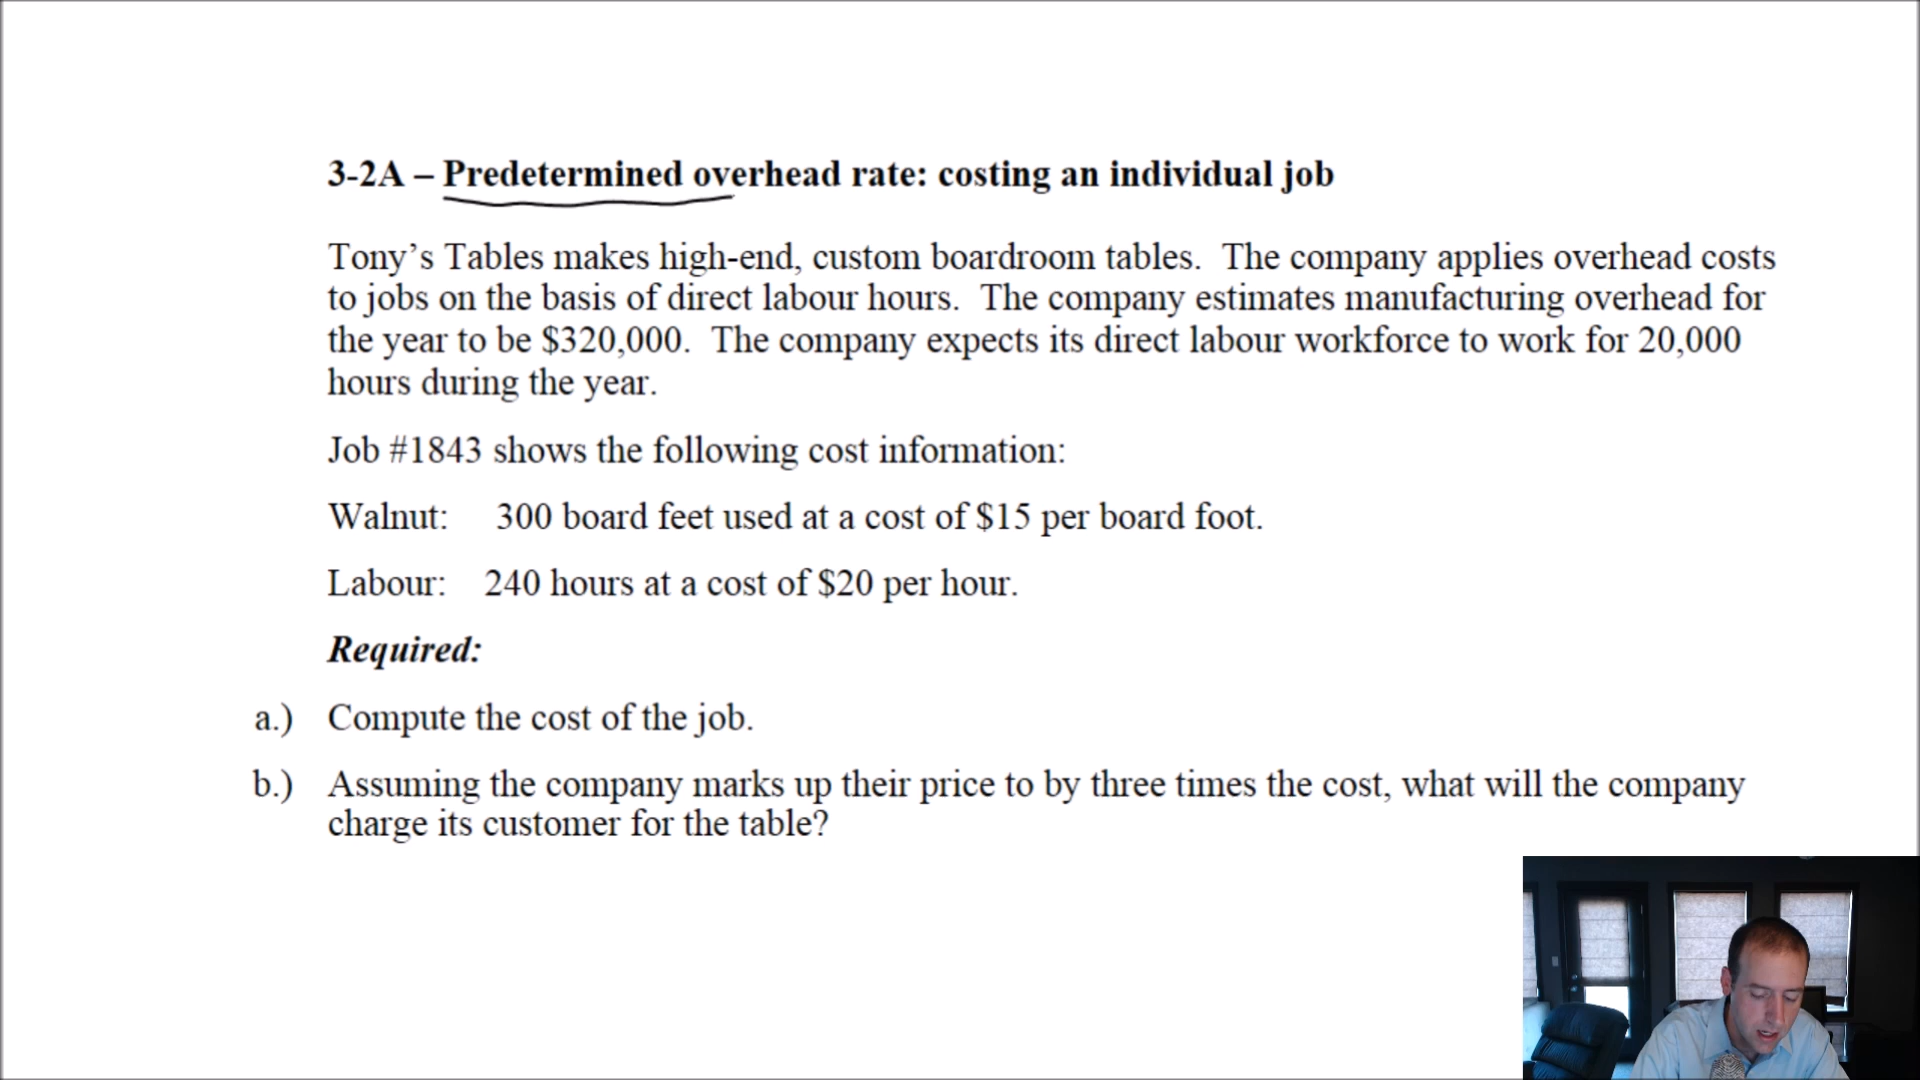 3-2A – Predetermined overhead rate: costing an individual job
Tony’s Tables makes high-end, custom boardroom tables.  The company applies overhead costs
to jobs on the basis of direct labour hours.  The company estimates manufacturing overhead for
the year to be $320,000.  The company expects its direct labour workforce to work for 20,000
hours during the year.
Job #1843 shows the following cost information:
Walnut: 300 board feet used at a cost of $15 per board foot.
Labour: 240 hours at a cost of $20 per hour.
Required:
a.) Compute the cost of the job.
b.) Assuming the company marks up their price to by three times the cost, what will the company
charge its customer for the table?